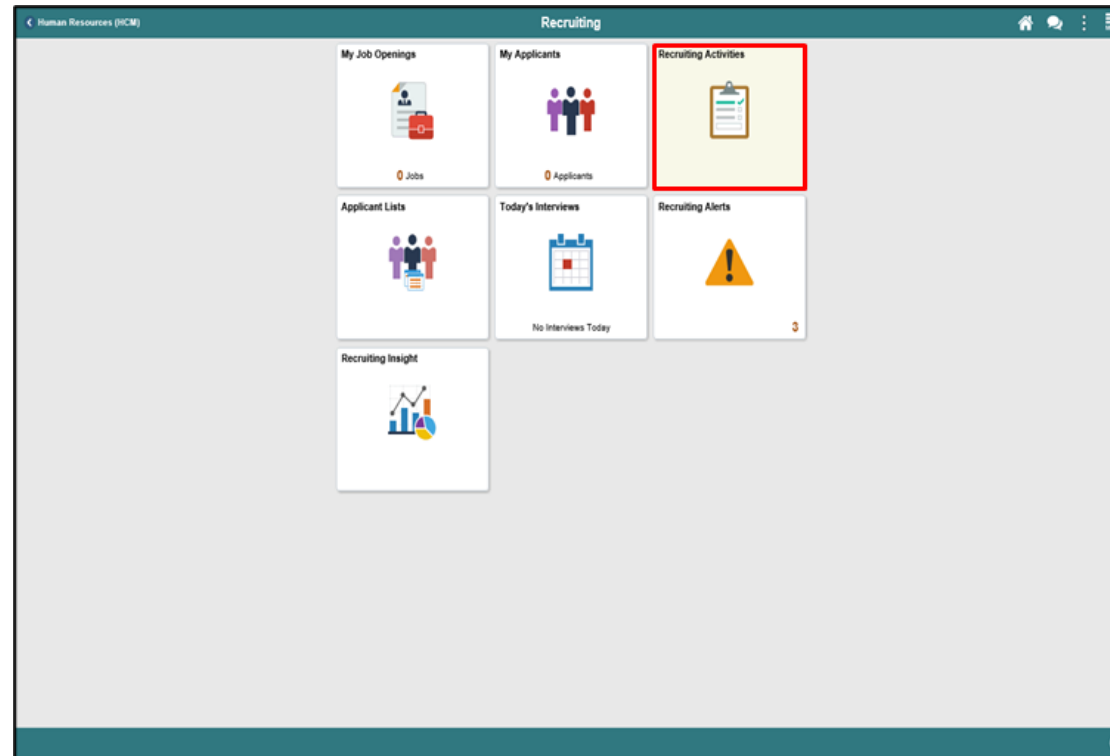 Human Resources (HCM)
Recruiting
My Job Openings
0 Jobs
My Applicants
0 Applicants
Recruiting Activities
Applicant Lists
Today's Interviews
No Interviews Today
Recruiting Alerts
3
Recruiting Insight